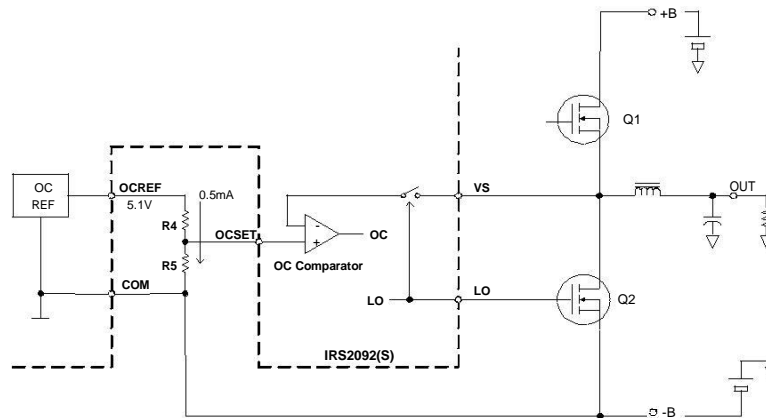 +B
Q1
OC
REF
OCREF
5.1V
0.5mA
R4
OCSET
R5
COM
-
+
OC
OC Comparator
VS
OUT
LO
LO
Q2
IRS2092(S)
-B